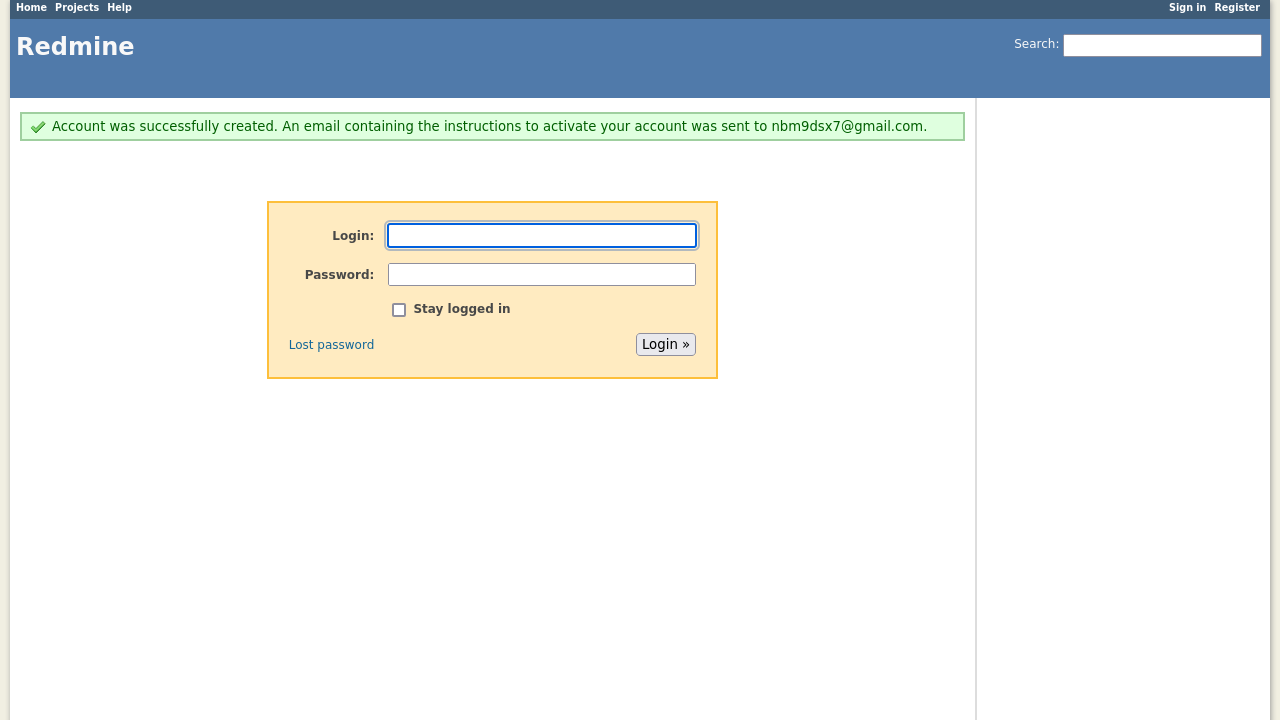 Home Projects Help Sign in Register
Redmine
Search:
Account was successfully created. An email containing the instructions to activate your account was sent to nbm9dsx7@gmail.com.
Login:
Password:
Stay logged in
Lost password
Login »